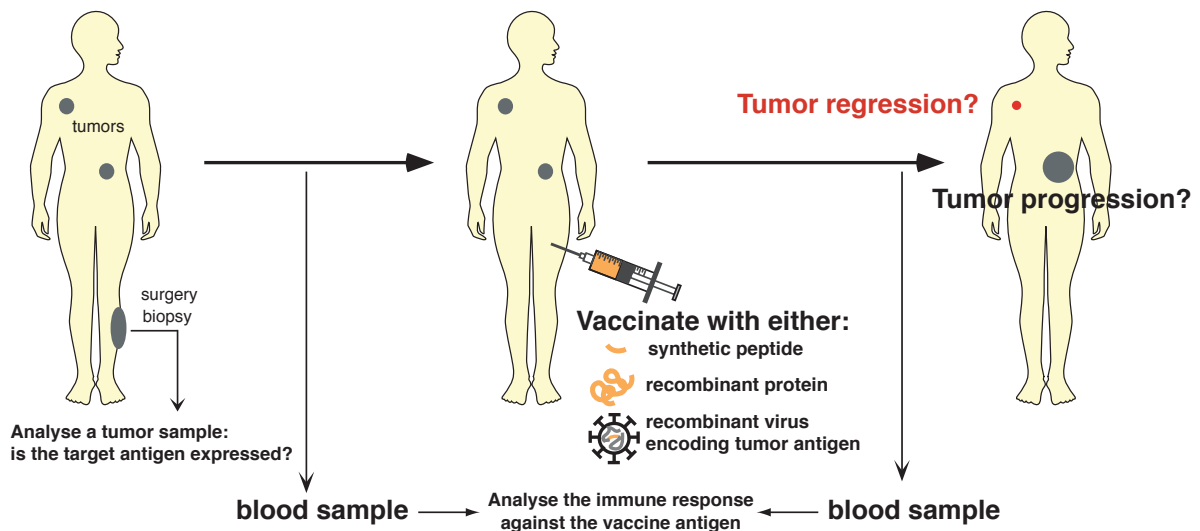 tumors
surgery
biopsy
Analyse a tumor sample:
is the target antigen expressed?
Vaccinate with either:
synthetic peptide
recombinant protein
recombinant virus
encoding tumor antigen
Tumor regression?
Tumor progression?
blood sample
Analyse the immune response
against the vaccine antigen
blood sample